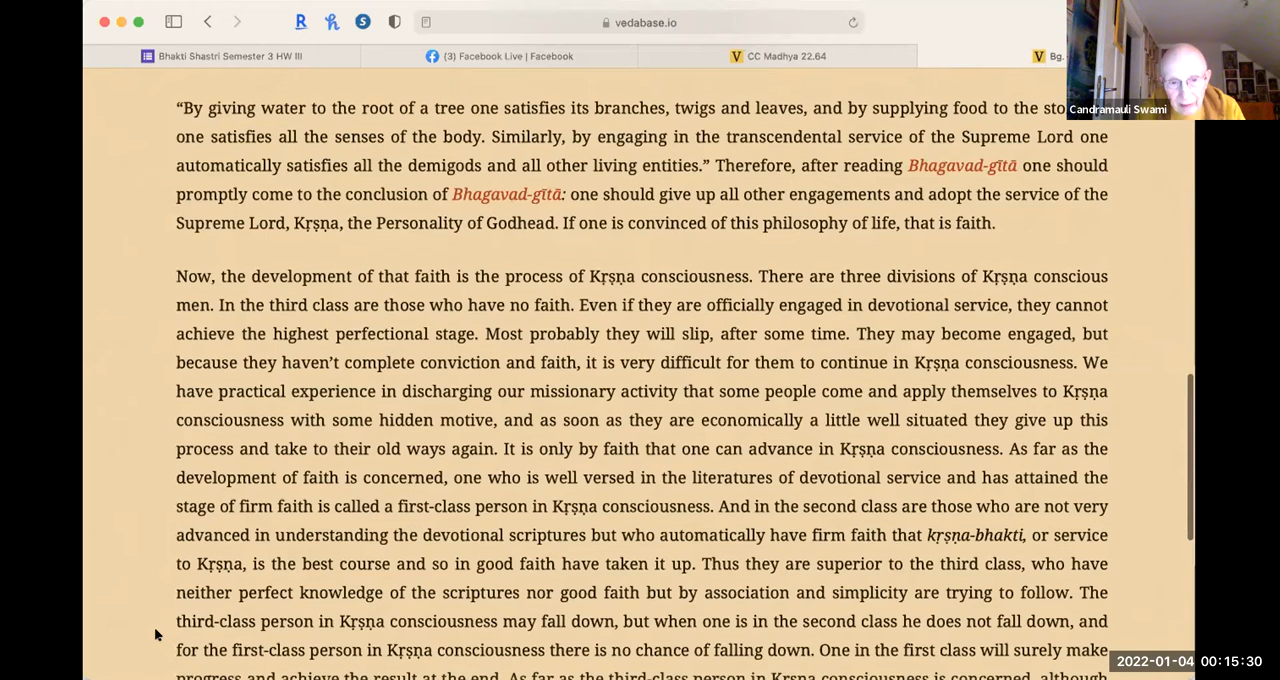 vedabase.io
Bhakti Shastri Semester 3 HW III
(3) Facebook Live | Facebook
CC Madhya 22.64
Bg.
Candramauli Swami
“By giving water to the root of a tree one satisfies its branches, twigs and leaves, and by supplying food to the sto
one satisfies all the senses of the body. Similarly, by engaging in the transcendental service of the Supreme Lord one
automatically satisfies all the demigods and all other living entities.” Therefore, after reading Bhagavad-gītā one should
promptly come to the conclusion of Bhagavad-gītā: one should give up all other engagements and adopt the service of the
Supreme Lord, Kṛṣṇa, the Personality of Godhead. If one is convinced of this philosophy of life, that is faith.
Now, the development of that faith is the process of Kṛṣṇa consciousness. There are three divisions of Kṛṣṇa conscious
men. In the third class are those who have no faith. Even if they are officially engaged in devotional service, they cannot
achieve the highest perfectional stage. Most probably they will slip, after some time. They may become engaged, but
because they haven’t complete conviction and faith, it is very difficult for them to continue in Kṛṣṇa consciousness. We
have practical experience in discharging our missionary activity that some people come and apply themselves to Kṛṣṇa
consciousness with some hidden motive, and as soon as they are economically a little well situated they give up this
process and take to their old ways again. It is only by faith that one can advance in Kṛṣṇa consciousness. As far as the
development of faith is concerned, one who is well versed in the literatures of devotional service and has attained the
stage of firm faith is called a first-class person in Kṛṣṇa consciousness. And in the second class are those who are not very
advanced in understanding the devotional scriptures but who automatically have firm faith that kṛṣṇa-bhakti, or service
to Kṛṣṇa, is the best course and so in good faith have taken it up. Thus they are superior to the third class, who have
neither perfect knowledge of the scriptures nor good faith but by association and simplicity are trying to follow. The
third-class person in Kṛṣṇa consciousness may fall down, but when one is in the second class he does not fall down, and
for the first-class person in Kṛṣṇa consciousness there is no chance of falling down. One in the first class will surely make
progress and achieve the result at the end. As far as the third-class person in Kṛṣṇa consciousness is concerned, although
2022-01-04 00:15:30